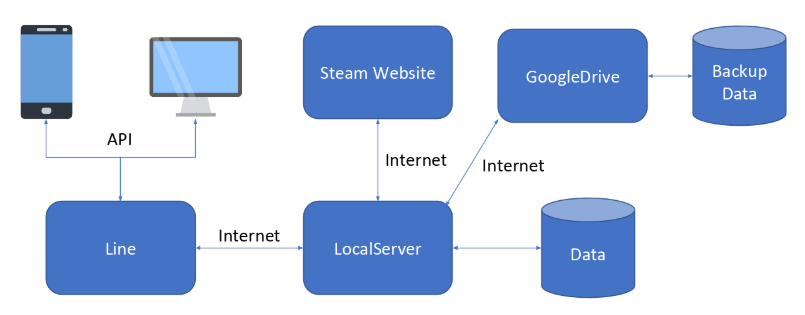 Steam Website
GoogleDrive
Backup
Data
API
Internet
Internet
Line
Internet
LocalServer
Data